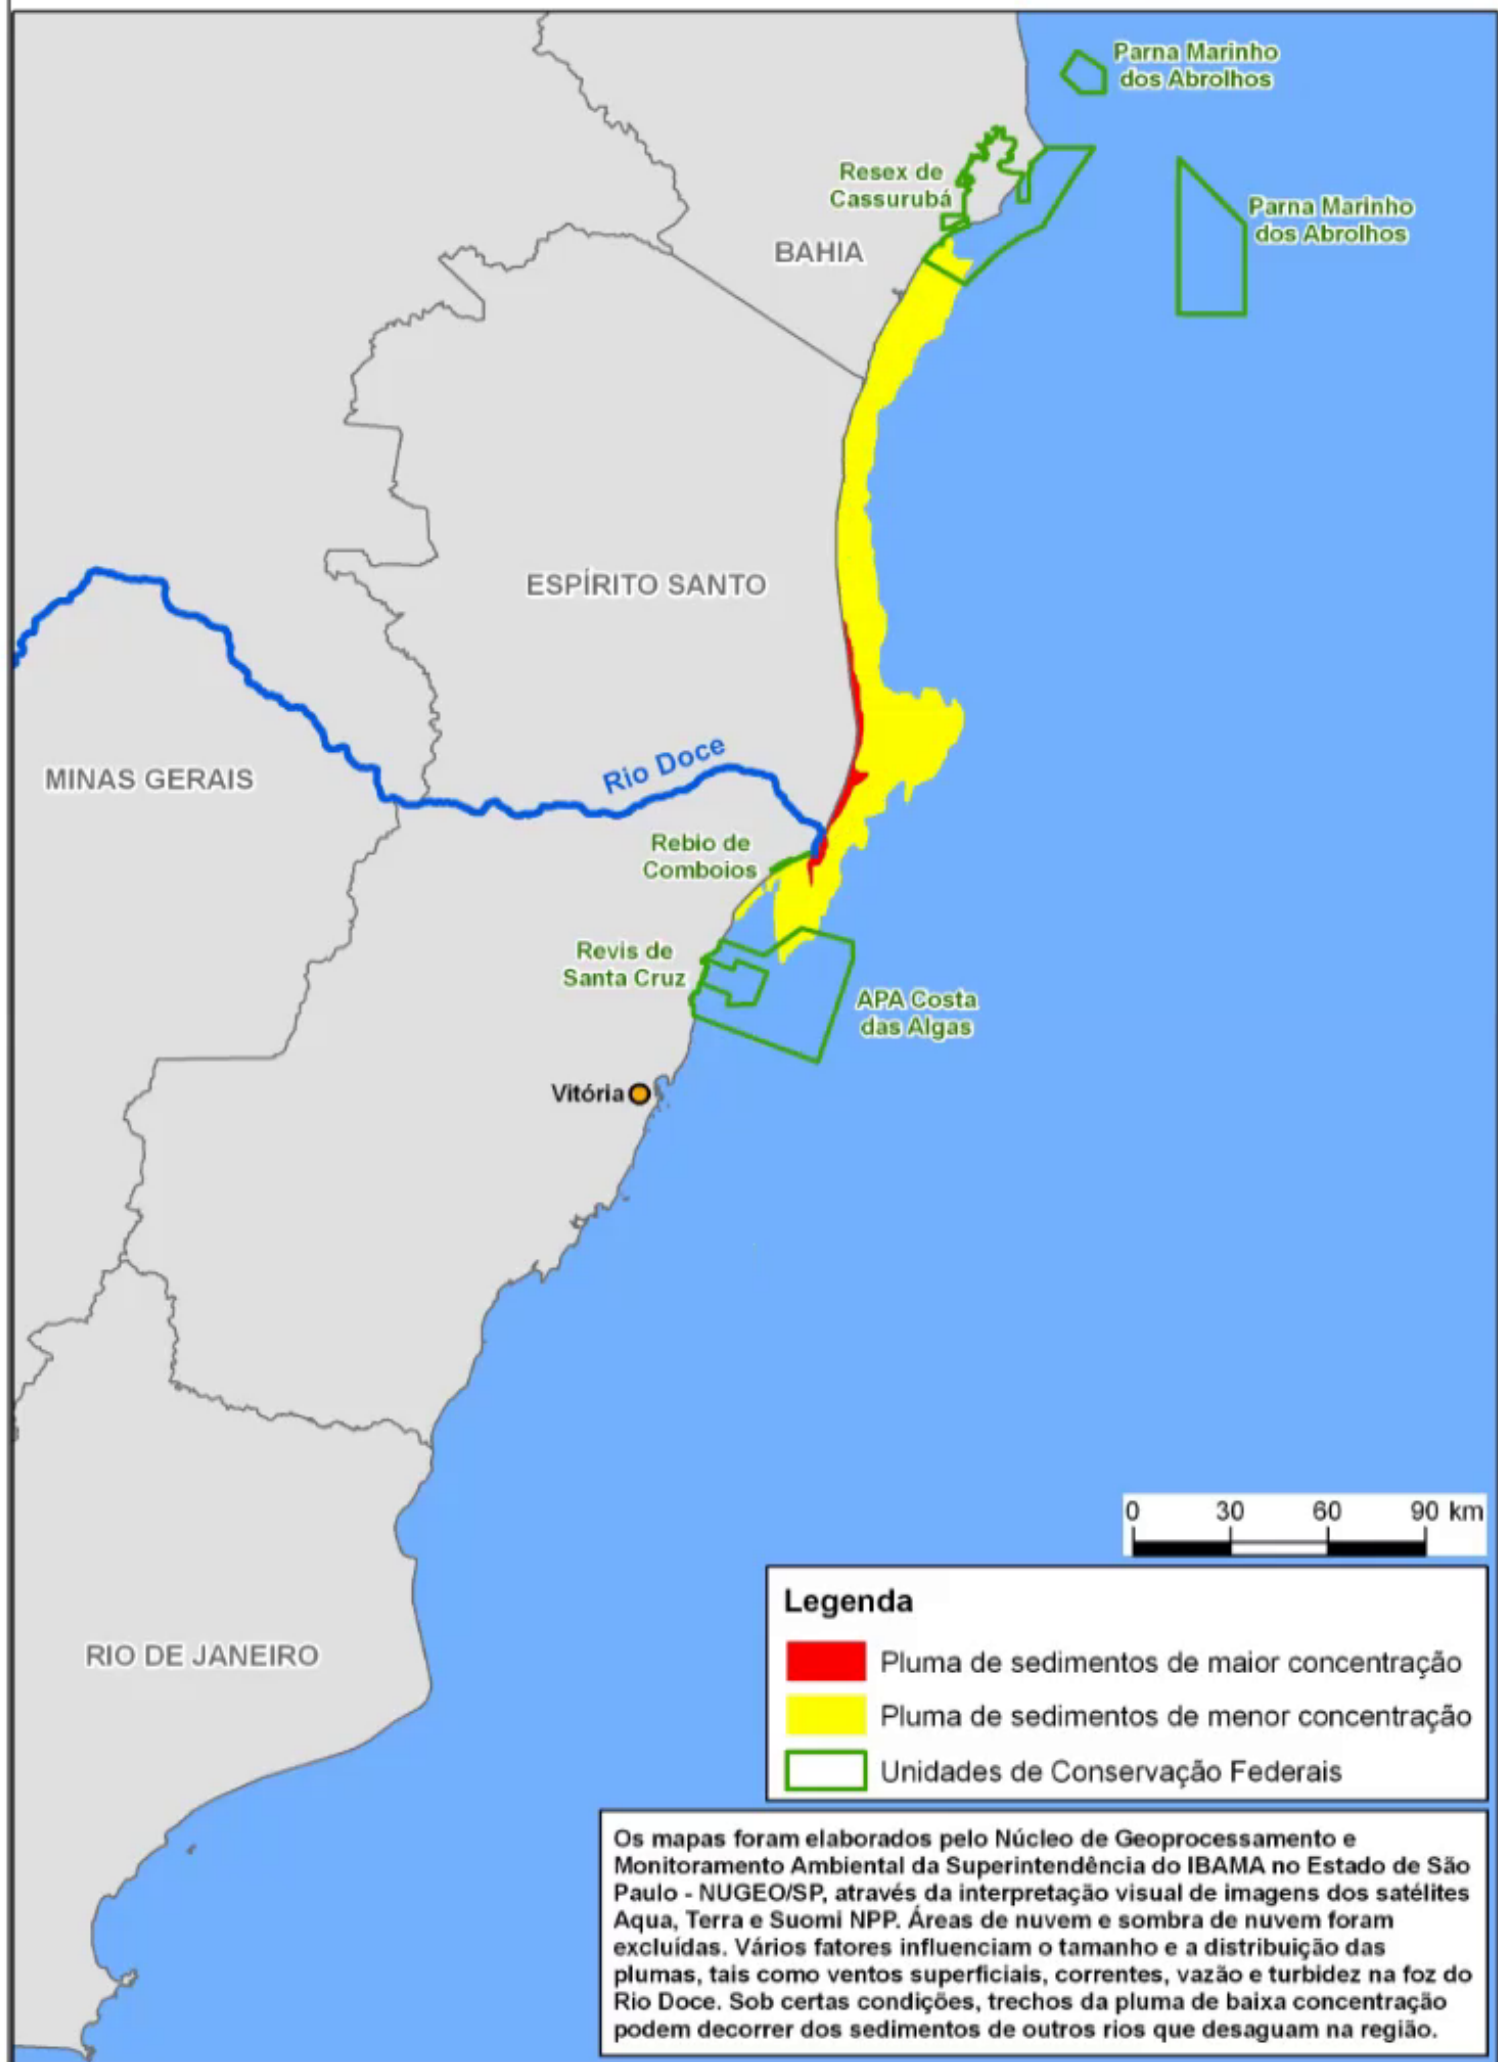 Parna Marinho
dos Abrolhos
Resex de
Cassurubá
Parna Marinho
dos Abrolhos
BAHIA
ESPÍRITO SANTO
Rio Doce
MINAS GERAIS
Rebio de
Comboios
Revis de
Santa Cruz
APA Costa
das Algas
Vitória
RIO DE JANEIRO
0 30 60 90 km
Legenda
Pluma de sedimentos de maior concentração
Pluma de sedimentos de menor concentração
Unidades de Conservação Federais
Os mapas foram elaborados pelo Núcleo de Geoprocessamento e
Monitoramento Ambiental da Superintendência do IBAMA no Estado de São
Paulo - NUGEO/SP, através da interpretação visual de imagens dos satélites
Aqua, Terra e Suomi NPP. Áreas de nuvem e sombra de nuvem foram
excluídas. Vários fatores influenciam o tamanho e a distribuição das
plumas, tais como ventos superficiais, correntes, vazão e turbidez na foz do
Rio Doce. Sob certas condições, trechos da pluma de baixa concentração
podem decorrer dos sedimentos de outros rios que desaguam na região.